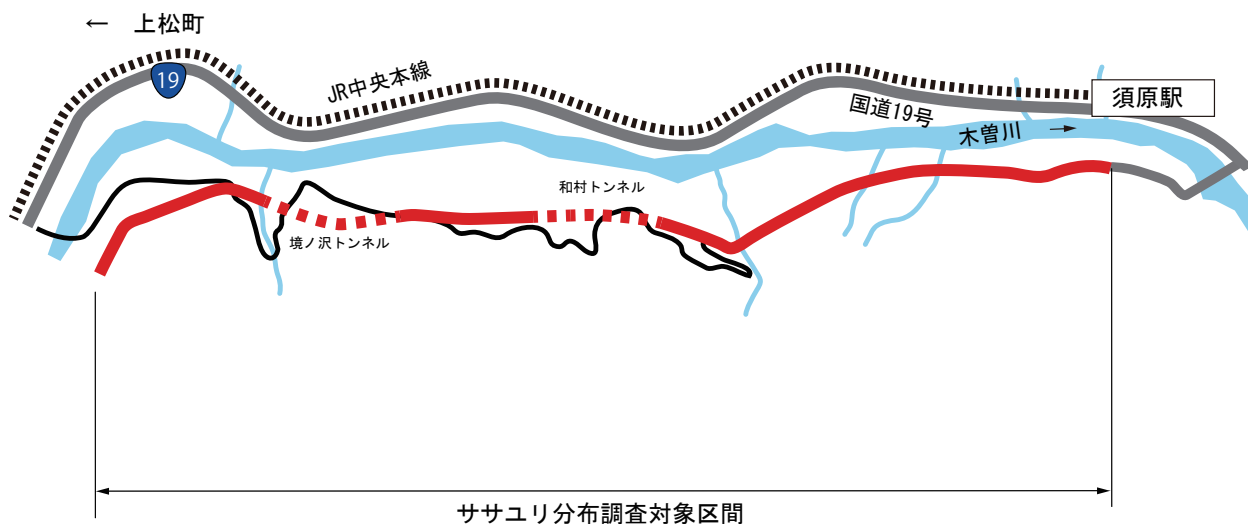 ← 上松町
19
JR中央本線
国道19号
須原駅
木曽川 →
和村トンネル
境ノ沢トンネル
ササユリ分布調査対象区間